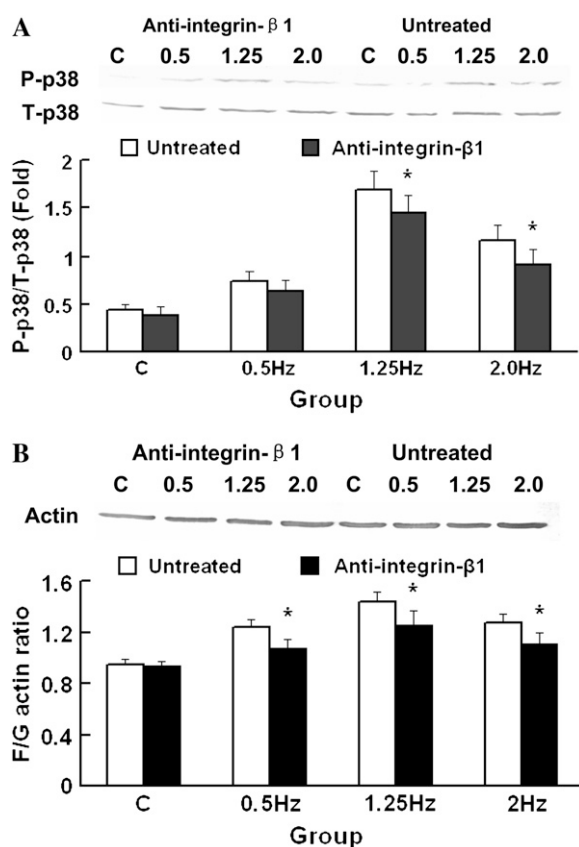 A
Anti-integrin-β1 Untreated
C 0.5 1.25 2.0 C 0.5 1.25 2.0
P-p38
T-p38
Untreated Anti-integrin-β1
P-p38/T-p38 (Fold)
2
1.5
1
0.5
0
* *
C 0.5Hz 1.25Hz 2.0Hz
Group
B
Anti-integrin-β1 Untreated
C 0.5 1.25 2.0 C 0.5 1.25 2.0
Actin
Untreated Anti-integrin-β1
F/G actin ratio
1.6
1.2
0.8
0.4
0
* * *
C 0.5Hz 1.25Hz 2Hz
Group